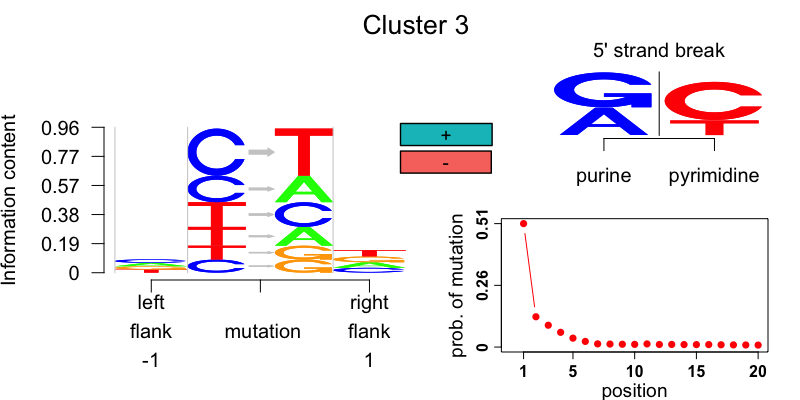 Cluster 3
5' strand break
G C
A T
purine pyrimidine
+
-
Information content
0.96
0.77
0.57
0.38
0.19
0
C T
C A
T C
T A
T G
C G
left flank -1
mutation
right flank 1
prob. of mutation
0.51
0.26
0
1 5 10 15 20
position